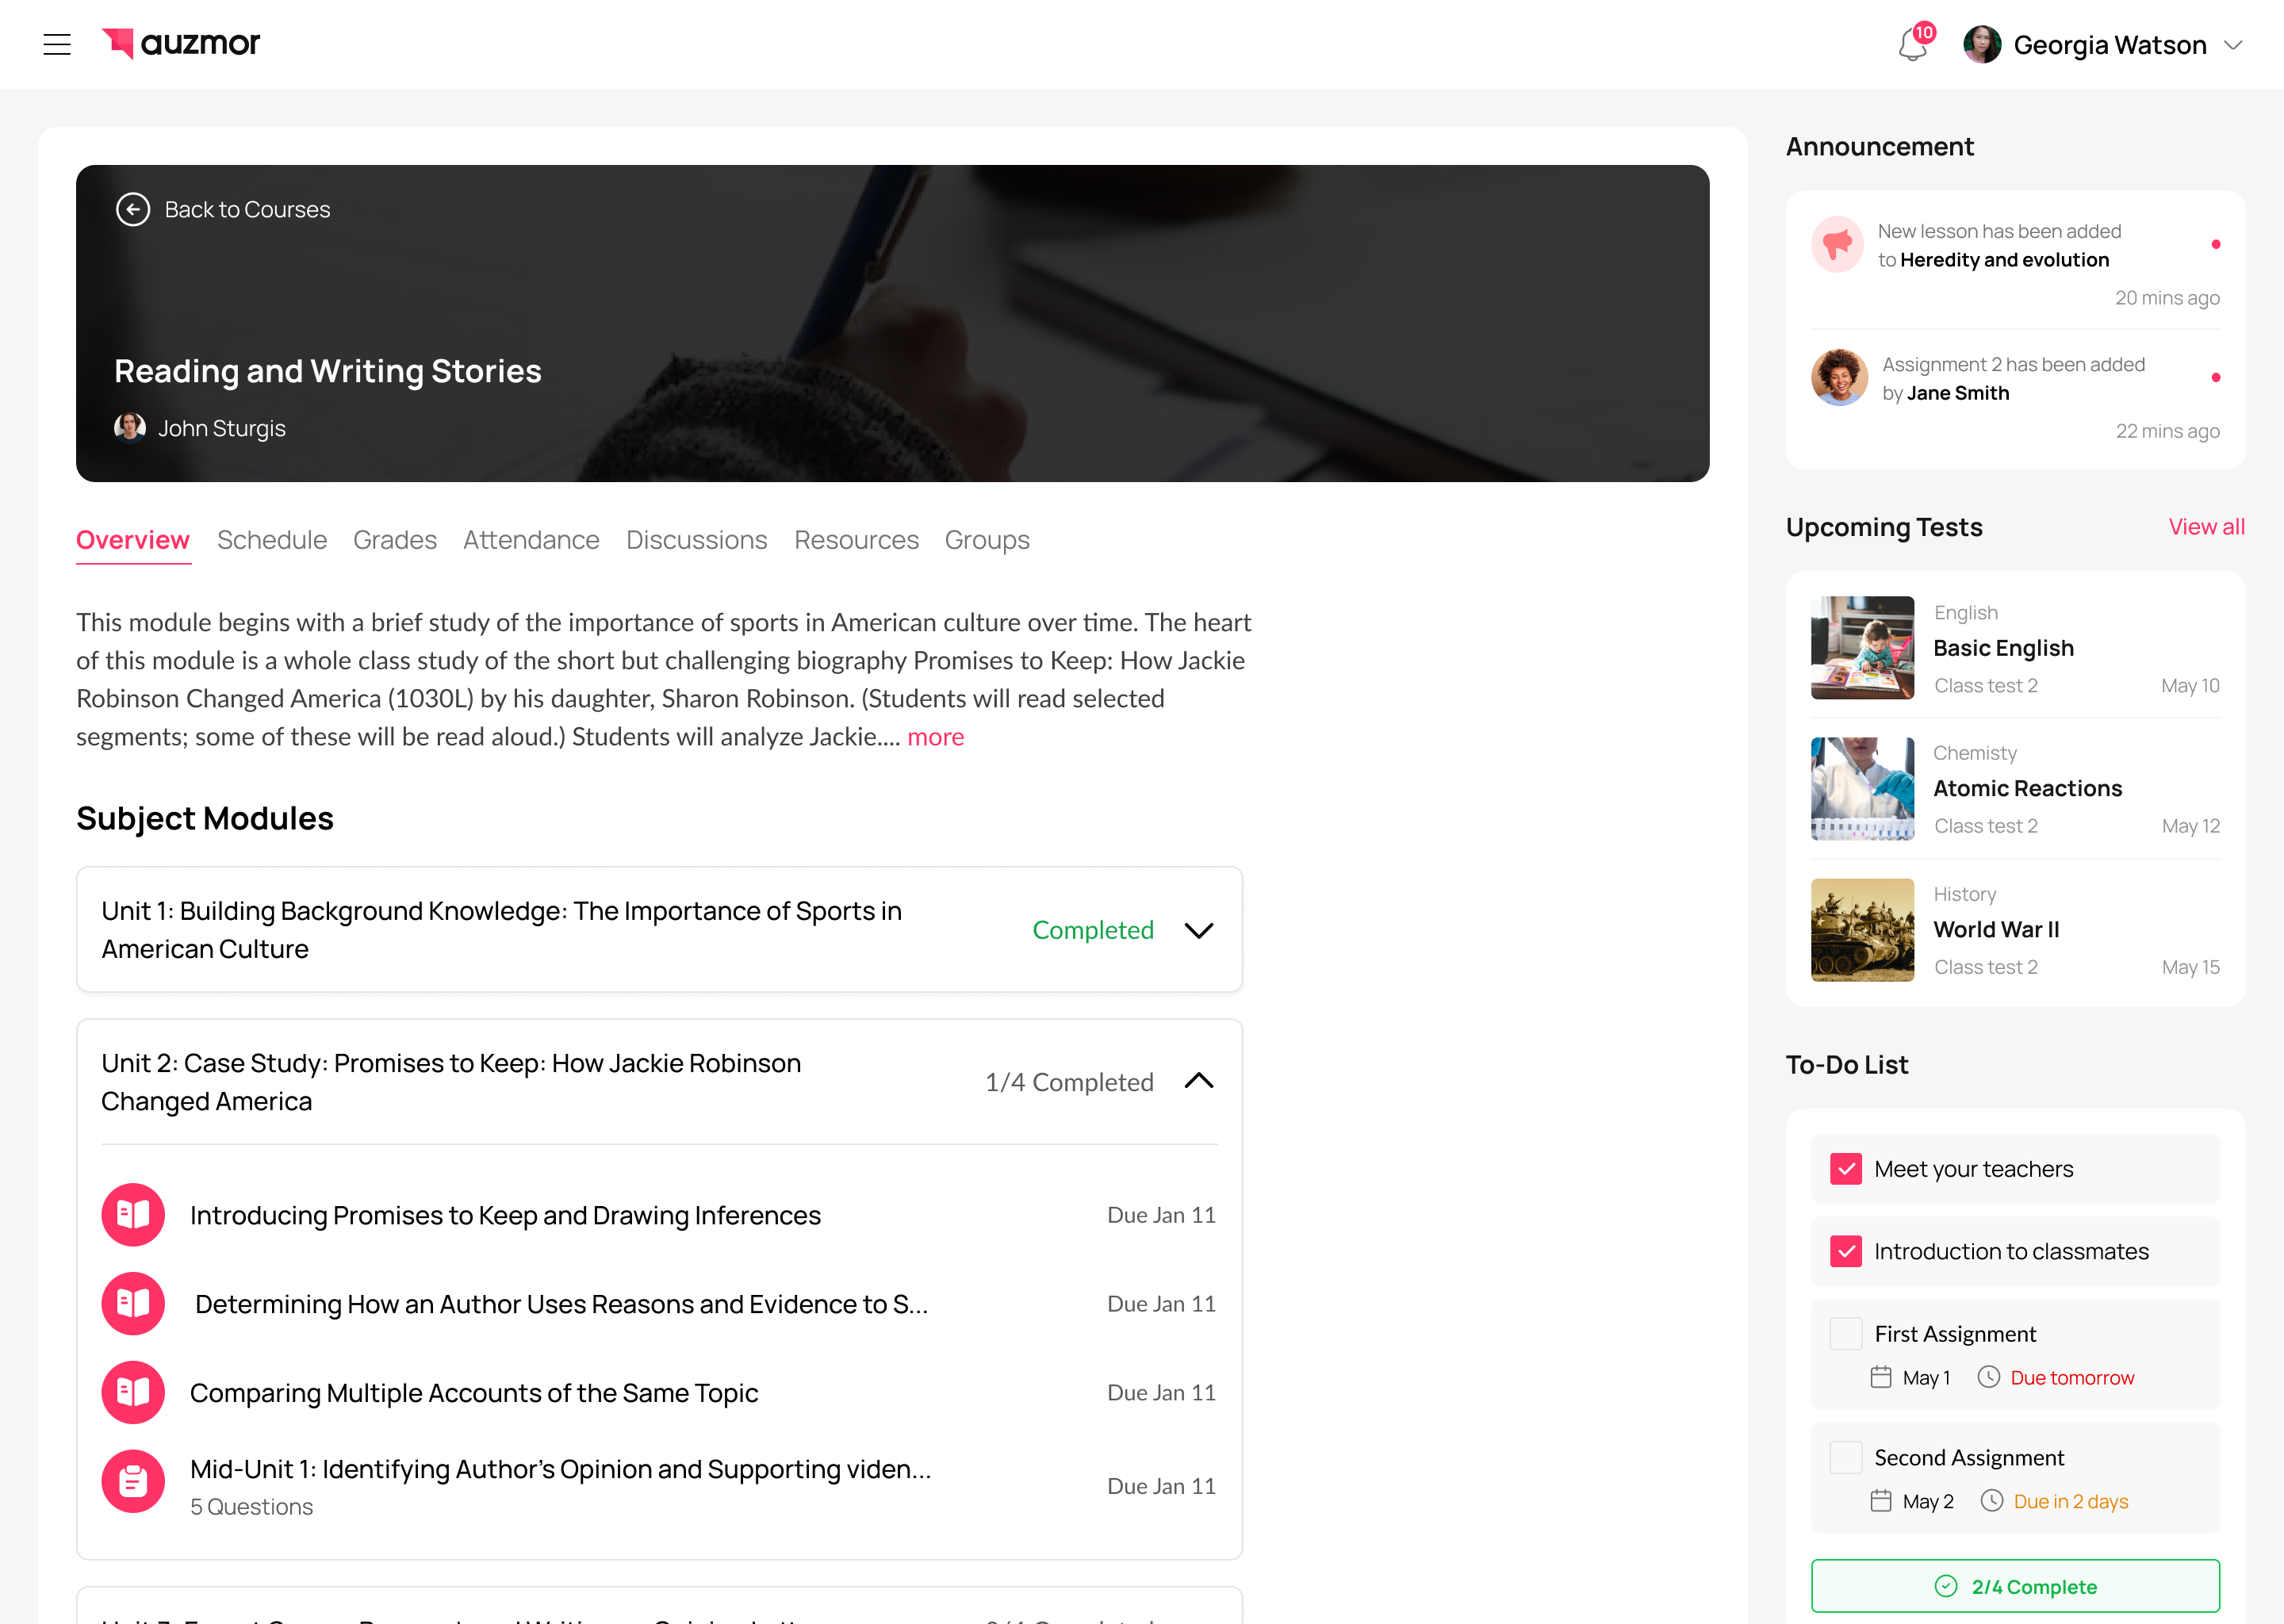 auzmor
10
Georgia Watson
Back to Courses
Reading and Writing Stories
John Sturgis
Overview Schedule Grades Attendance Discussions Resources Groups
This module begins with a brief study of the importance of sports in American culture over time. The heart
of this module is a whole class study of the short but challenging biography Promises to Keep: How Jackie
Robinson Changed America (1030L) by his daughter, Sharon Robinson. (Students will read selected
segments; some of these will be read aloud.) Students will analyze Jackie.... more
Subject Modules
Unit 1: Building Background Knowledge: The Importance of Sports in
American Culture
Completed
Unit 2: Case Study: Promises to Keep: How Jackie Robinson
Changed America
1/4 Completed
Introducing Promises to Keep and Drawing Inferences
Due Jan 11
Determining How an Author Uses Reasons and Evidence to S...
Due Jan 11
Comparing Multiple Accounts of the Same Topic
Due Jan 11
Mid-Unit 1: Identifying Author's Opinion and Supporting viden...
5 Questions
Due Jan 11
Announcement
New lesson has been added
to Heredity and evolution
20 mins ago
Assignment 2 has been added
by Jane Smith
22 mins ago
Upcoming Tests
View all
English
Basic English
Class test 2
May 10
Chemisty
Atomic Reactions
Class test 2
May 12
History
World War II
Class test 2
May 15
To-Do List
Meet your teachers
Introduction to classmates
First Assignment
May 1
Due tomorrow
Second Assignment
May 2
Due in 2 days
2/4 Complete